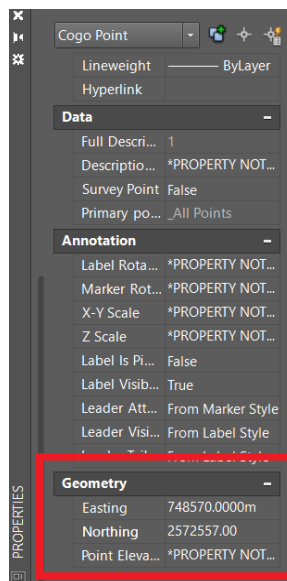 Cogo Point
Lineweight ByLayer
Hyperlink
Data
Full Descri... 1
Descriptio... *PROPERTY NOT...
Survey Point False
Primary po... _All Points
Annotation
Label Rota... *PROPERTY NOT...
Marker Rot... *PROPERTY NOT...
X-Y Scale *PROPERTY NOT...
Z Scale *PROPERTY NOT...
Label Is Pi... False
Label Visib... True
Leader Att... From Marker Style
Leader Visi... From Label Style
From Label Style
Geometry
Easting 748570.0000m
Northing 2572557.00
Point Eleva... *PROPERTY NOT...
PROPERTIES